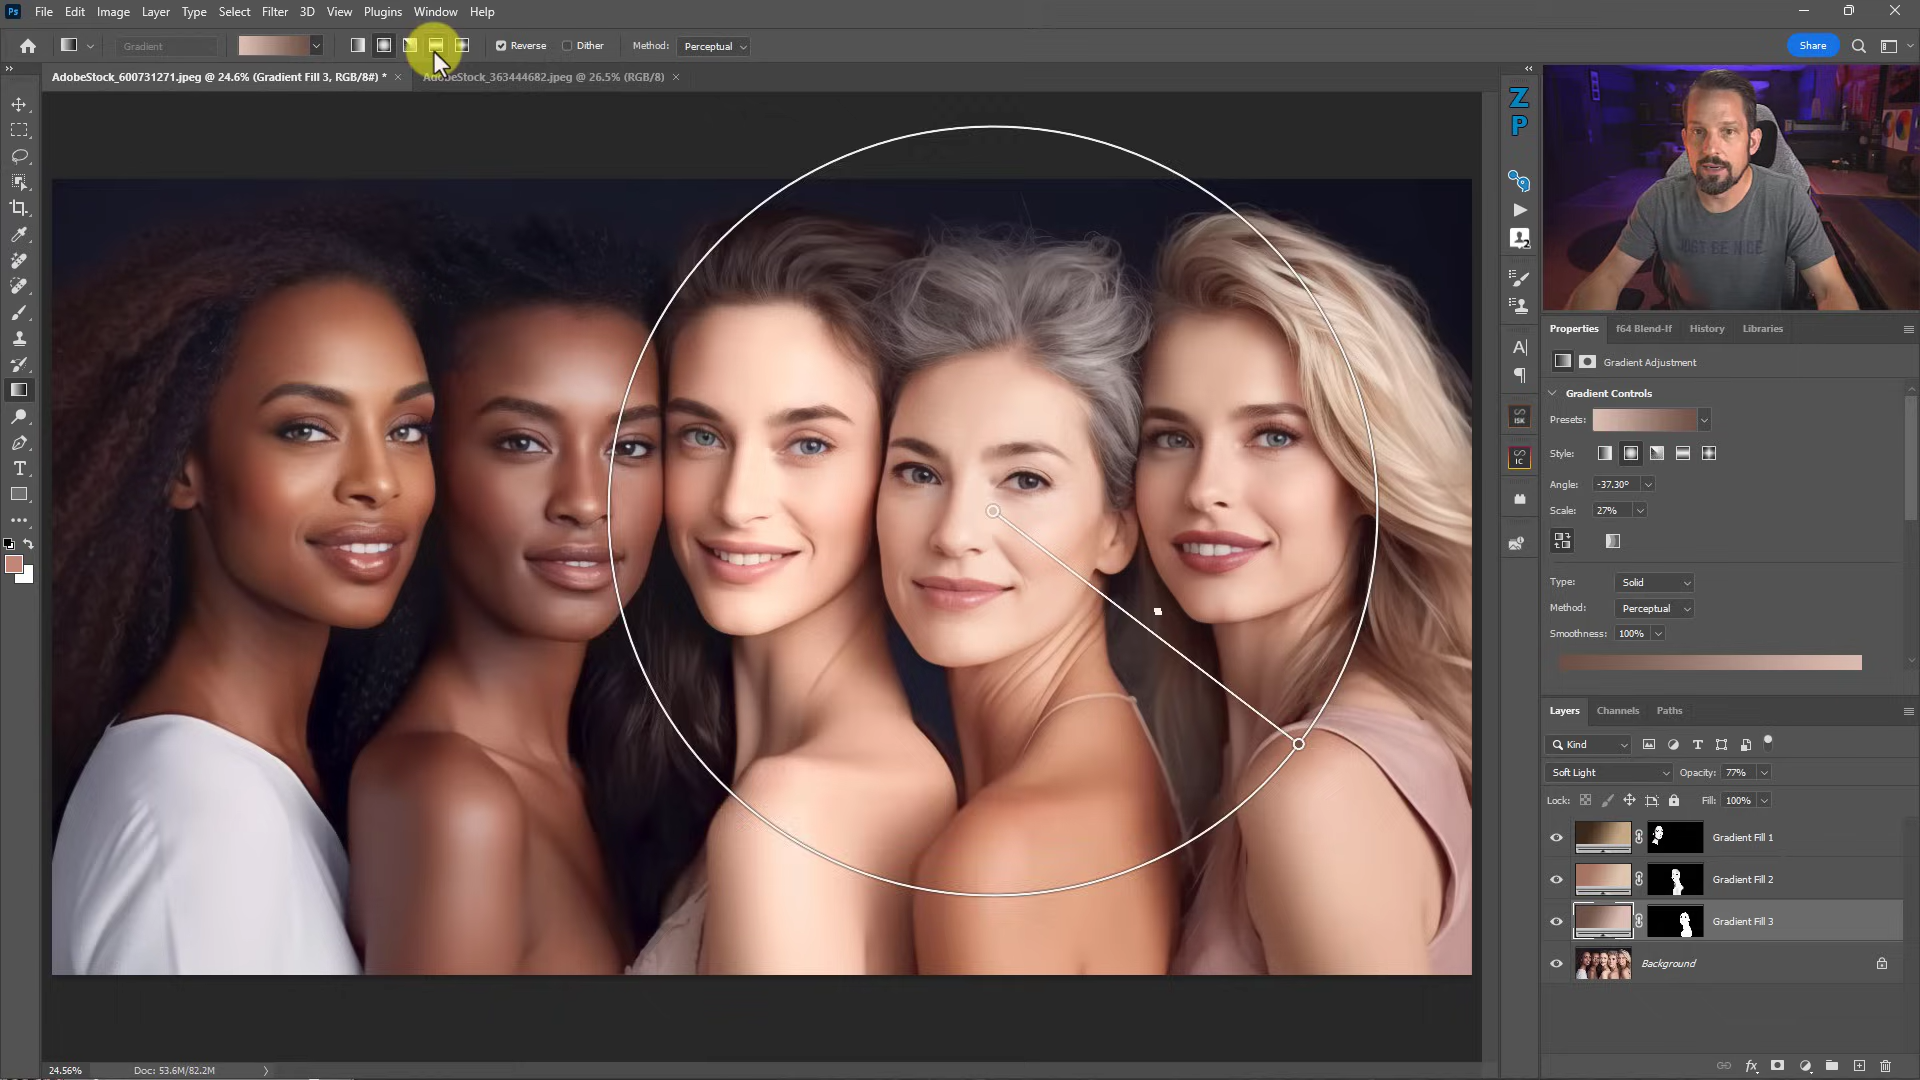 Ps File Edit Image Layer Type Select Filter 3D View Plugins Window Help
Gradient Reverse Dither Method: Perceptual Share
AdobeStock_600731271.jpeg @ 24.6% (Gradient Fill 3, RGB/8#) * × AdobeStock_363444682.jpeg @ 26.5% (RGB/8) ×
Z
P
JUST BE NICE
Properties f64 Blend-If History Libraries
Gradient Adjustment
Gradient Controls
Presets:
Style:
Angle: -37.30°
Scale: 27%
Type: Solid
Method: Perceptual
Smoothness: 100%
Layers Channels Paths
Kind
Soft Light Opacity: 77%
Lock: Fill: 100%
Gradient Fill 1
Gradient Fill 2
Gradient Fill 3
Background
24.56% Doc: 53.6M/82.2M